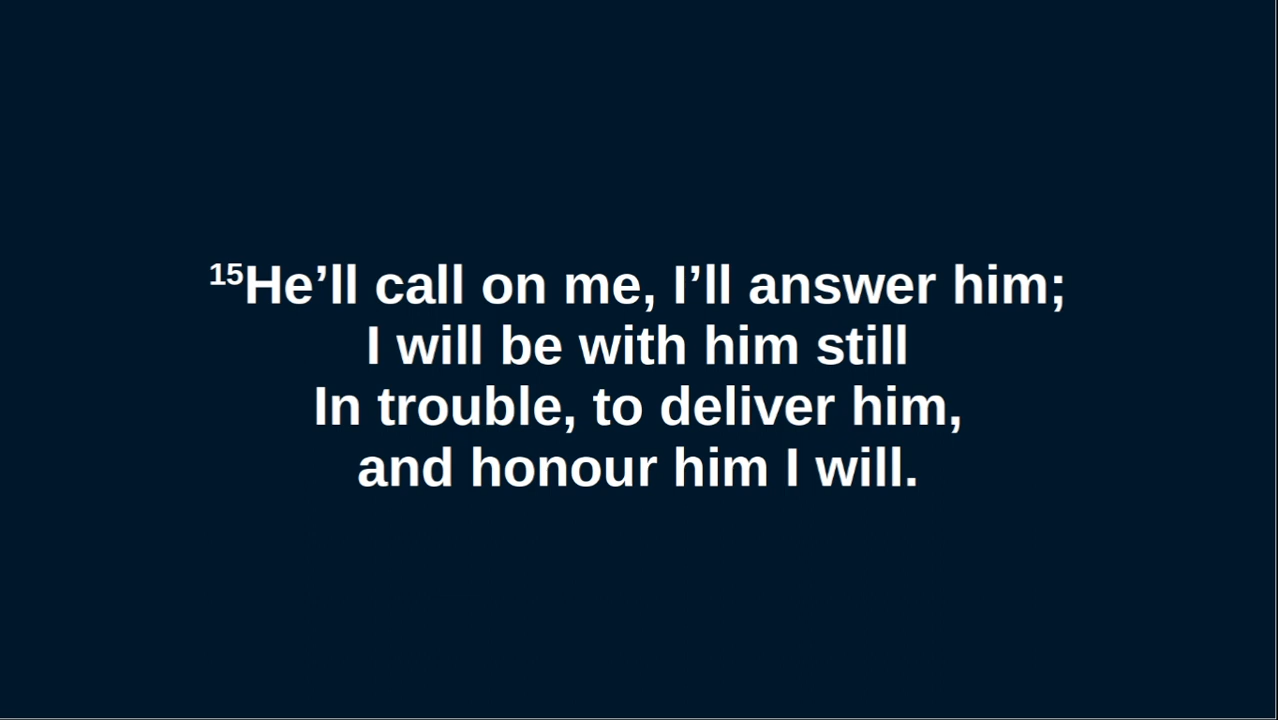 ¹⁵He’ll call on me, I’ll answer him;
I will be with him still
In trouble, to deliver him,
and honour him I will.